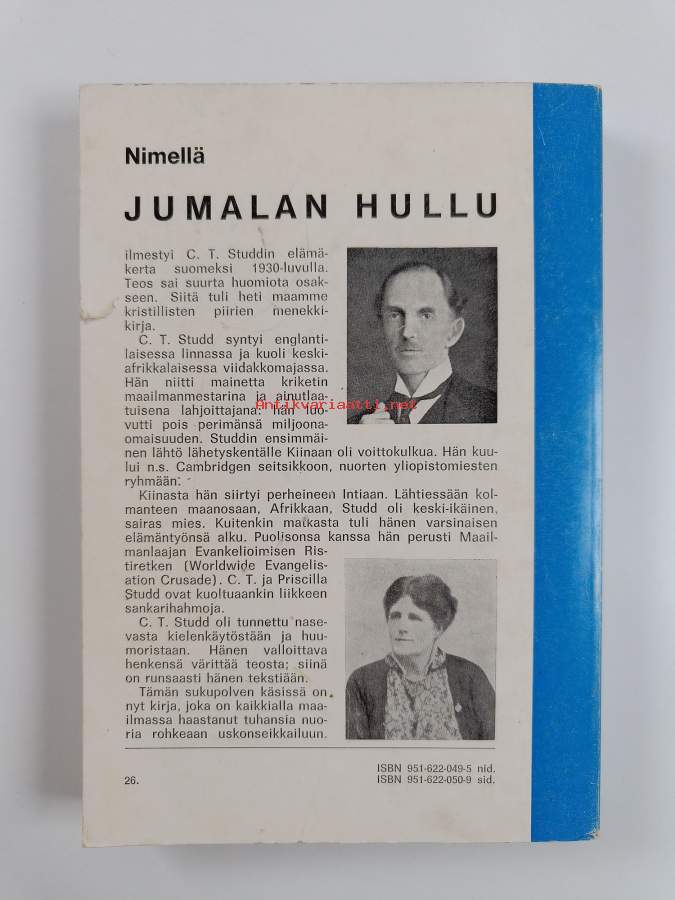 Nimellä
JUMALAN HULLU
ilmestyi C. T. Studdin elämä-
kerta suomeksi 1930-luvulla.
Teos sai suurta huomiota osak-
seen. Siitä tuli heti maamme
kristillisten piirien menekki-
kirja.
C. T. Studd syntyi englanti-
laisessa linnassa ja kuoli keski-
afrikkalaisessa viidakkomajassa.
Hän niitti mainetta kriketin
maailmanmestarina ja ainutlaa-
tuisena lahjoittajana: hän luo-
Antikvariaatti.net
vutti pois perimänsä miljoona-
omaisuuden. Studdin ensimmäi-
nen lähtö lähetyskentälle Kiinaan oli voittokulkua. Hän kuu-
lui n.s. Cambridgen seitsikkoon, nuorten yliopistomiesten
ryhmään.
Kiinasta hän siirtyi perheineen Intiaan. Lähtiessään kol-
manteen maanosaan, Afrikkaan, Studd oli keski-ikäinen,
sairas mies. Kuitenkin matkasta tuli hänen varsinaisen
elämäntyönsä alku. Puolisonsa kanssa hän perusti Maail-
manlaajan Evankelioimisen Ris-
tiretken (Worldwide Evangelis-
ation Crusade). C. T. ja Priscilla
Studd ovat kuoltuaankin liikkeen
sankarihahmoja.
C. T. Studd oli tunnettu nase-
vasta kielenkäytöstään ja huu-
moristaan. Hänen valloittava
henkensä värittää teosta; siinä
on runsaasti hänen tekstiään.
Tämän sukupolven käsissä on
nyt kirja, joka on kaikkialla maa-
ilmassa haastanut tuhansia nuo-
ria rohkeaan uskonseikkailuun.
26.
ISBN 951-622-049-5 nid.
ISBN 951-622-050-9 sid.